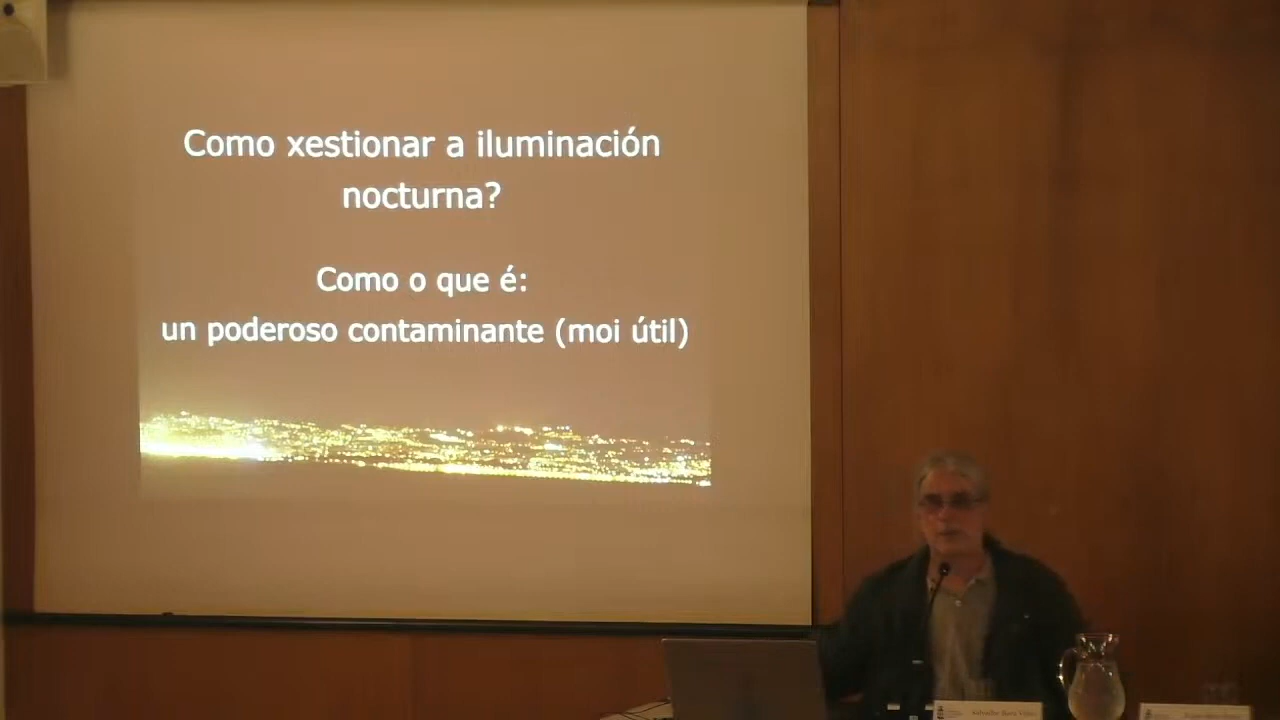 Como xestionar a iluminación
nocturna?
Como o que é:
un poderoso contaminante (moi útil)